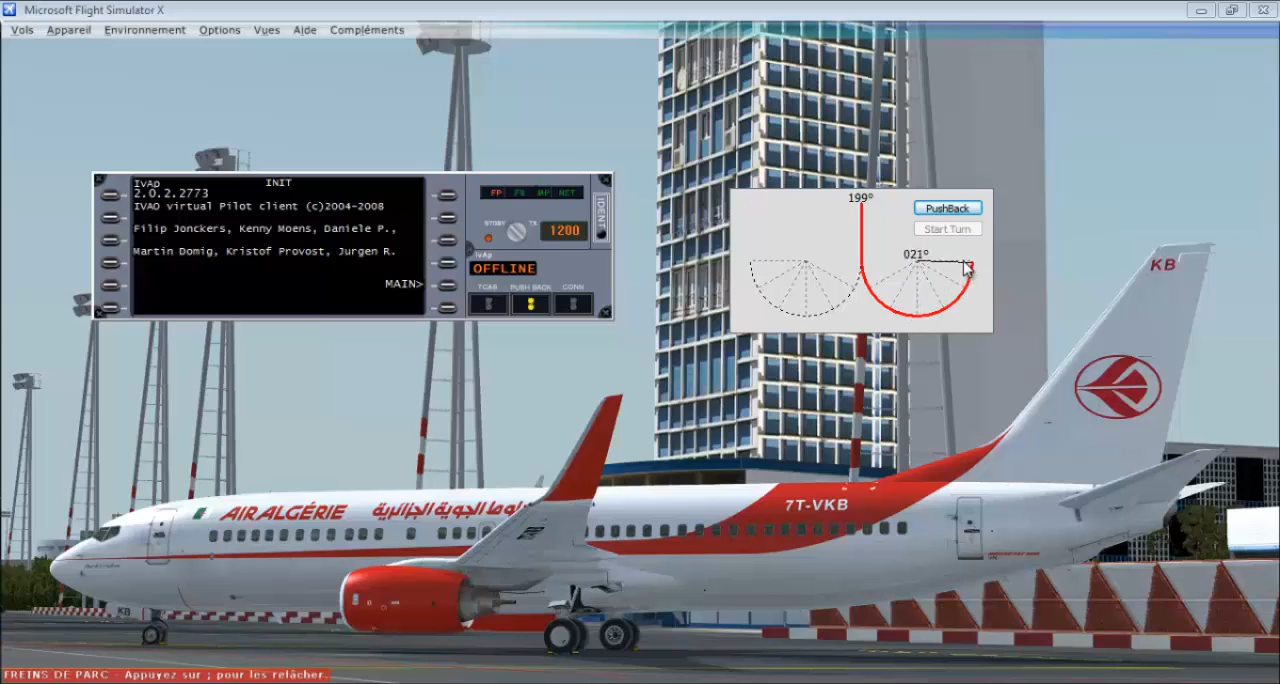 Microsoft Flight Simulator X
Vols Appareil Environnement Options Vues Aide Compléments
IvAp INIT
2.0.2.2773
IVAO virtual Pilot client (c)2004-2008
Filip Jonckers, Kenny Moens, Daniele P.,
Martin Domig, Kristof Provost, Jurgen R.
MAIN>
FP FS MP NET
STDBY TX
1200
IDENT
IvAp
OFFLINE
TCAS PUSH BACK CONN
199°
PushBack
Start Turn
021°
KB
AIR ALGÉRIE الجوية الجزائرية
7T-VKB
KB
FREINS DE PARC - Appuyez sur ; pour les relâcher.